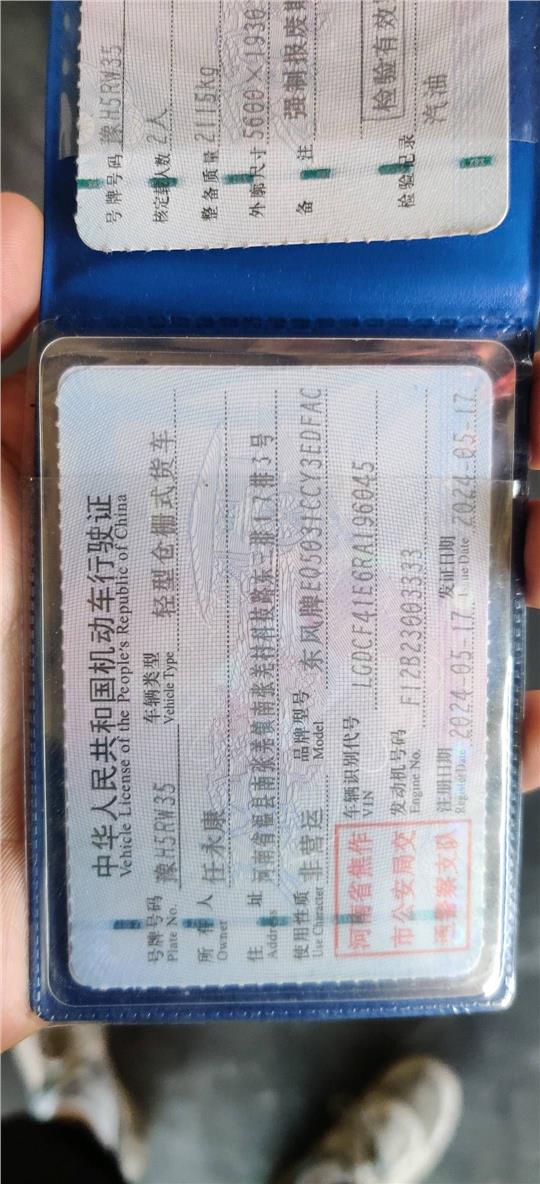 中华人民共和国机动车行驶证
Vehicle License of the People's Republic of China
号牌号码 豫H5RW35 车辆类型 轻型仓栅式货车
Plate No. Vehicle Type
所有人 任永康
Owner
住址 河南省温县南张羌镇南张羌村科技路东三排17排3号
Address
使用性质 非营运 品牌型号 东风牌EQ5031CCY3EDFAC
Use Character Model
河南省焦作
市公安局交
通警察支队
车辆识别代号 LGDCF41E6RA196045
VIN
发动机号码 F12B23003333
Engine No.
注册日期 2024-05-17 发证日期 2024-05-17
Register Date Issue Date
号牌号码 豫H5RW35
核定载人数 2人
整备质量 2115kg
外廓尺寸 5600×1930
备注 强制报废期
检验有效
检验记录
汽油